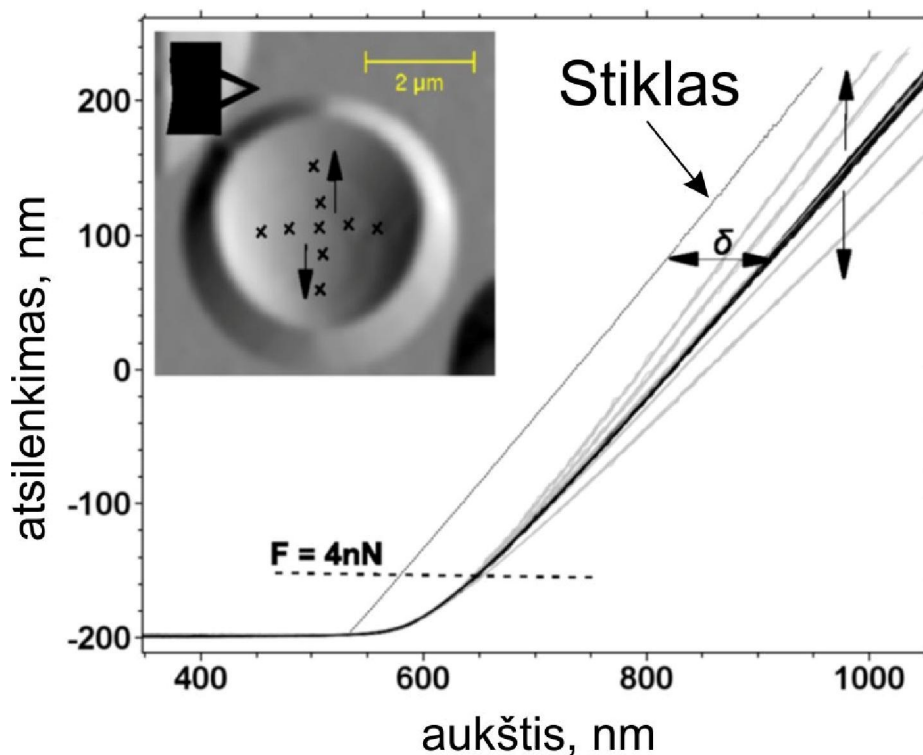 atsilenkimas, nm
200
100
0
-100
-200
2 μm
Stiklas
δ
F = 4nN
400
600
800
1000
aukštis, nm